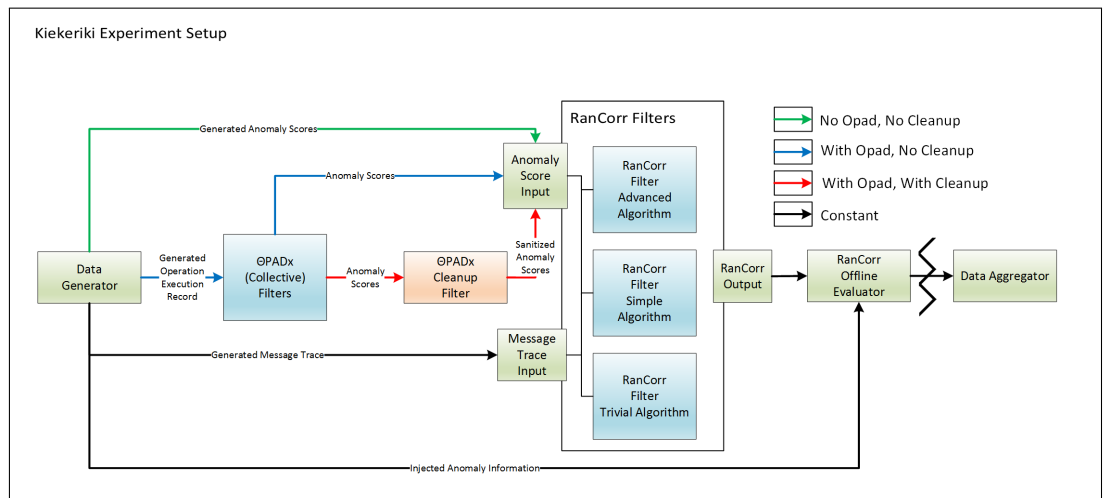 Kiekeriki Experiment Setup
RanCorr Filters
Generated Anomaly Scores
Anomaly
Score
Input
Anomaly Scores
RanCorr
Filter
Advanced
Algorithm
No Opad, No Cleanup
With Opad, No Cleanup
With Opad, With Cleanup
Constant
Data
Generator
Generated
Operation
Execution
Record
ΘPADx
(Collective)
Filters
Anomaly
Scores
ΘPADx
Cleanup
Filter
Sanitized
Anomaly
Scores
RanCorr
Filter
Simple
Algorithm
RanCorr
Output
RanCorr
Offline
Evaluator
Data Aggregator
Generated Message Trace
Message
Trace
Input
RanCorr
Filter
Trivial Algorithm
Injected Anomaly Information